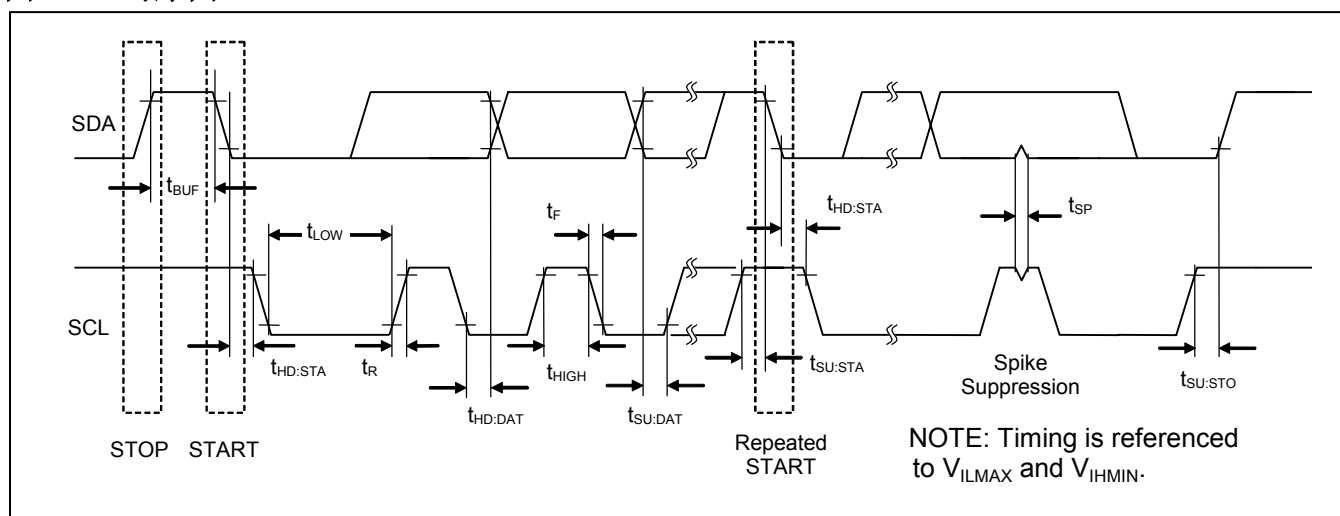 SDA
tBUF
tF
tHD:STA
tSP
tLOW
SCL
tHD:STA
tR
tHIGH
tSU:STA
Spike
Suppression
tSU:STO
tHD:DAT
tSU:DAT
STOP
START
Repeated
START
NOTE: Timing is referenced
to VILMAX and VIHMIN.